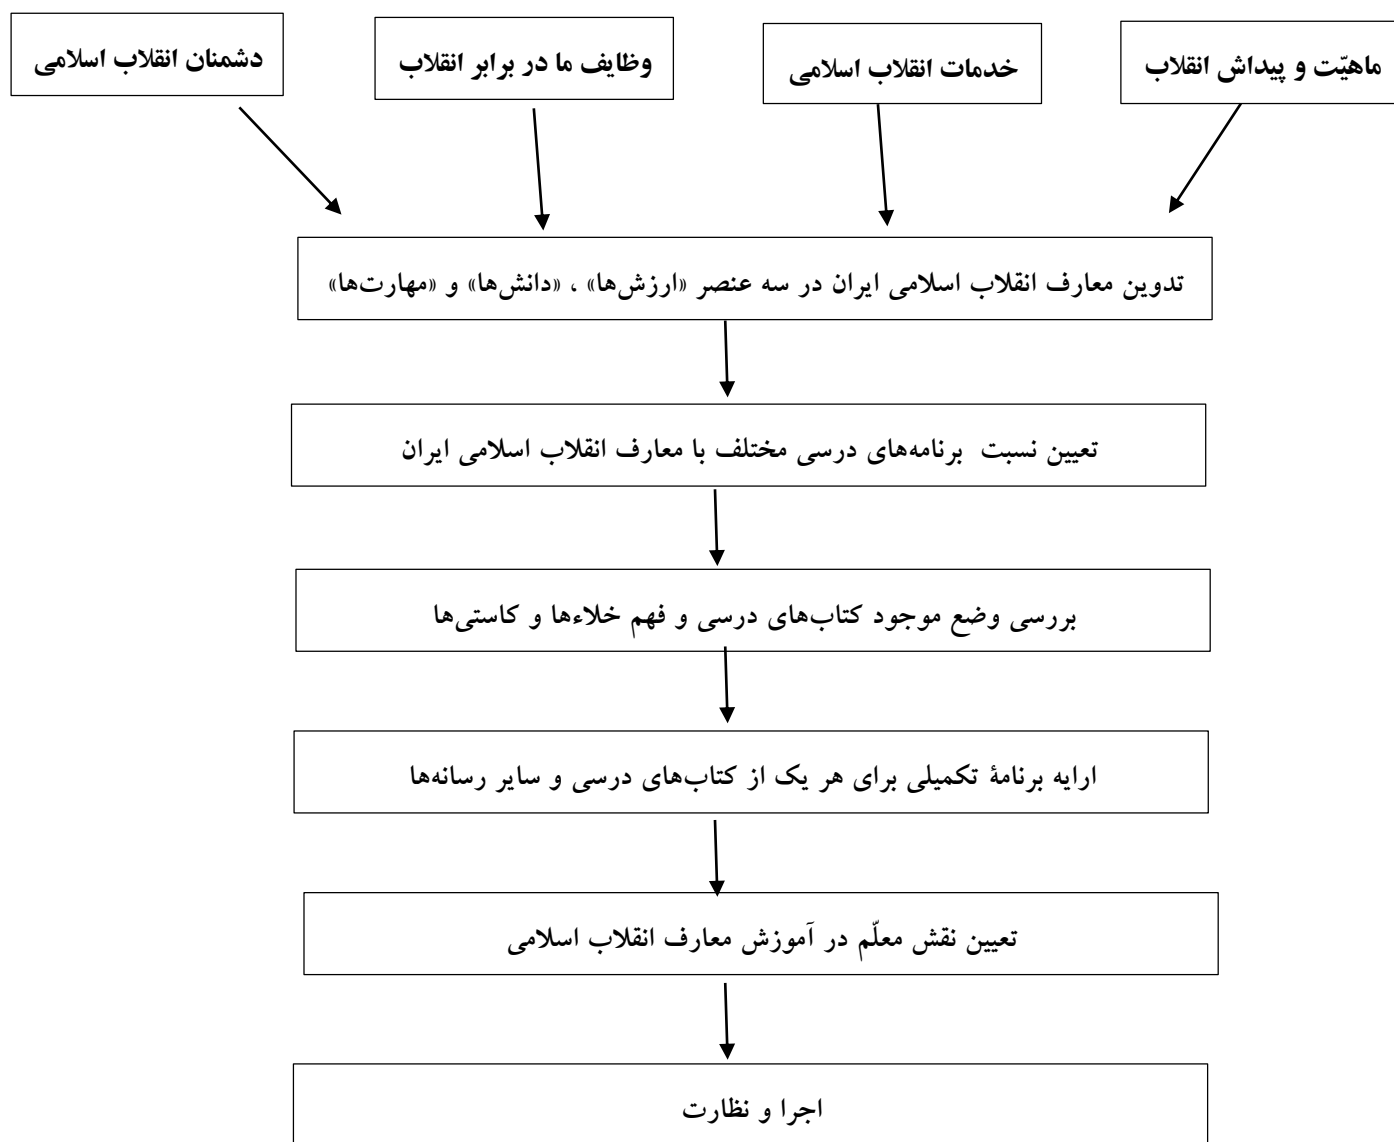 ماهیّت و پیداش انقلاب
خدمات انقلاب اسلامی
وظایف ما در برابر انقلاب
دشمنان انقلاب اسلامی
تدوین معارف انقلاب اسلامی ایران در سه عنصر «ارزش‌ها» ، «دانش‌ها» و «مهارت‌ها»
تعیین نسبت برنامه‌های درسی مختلف با معارف انقلاب اسلامی ایران
بررسی وضع موجود کتاب‌های درسی و فهم خلاءها و کاستی‌ها
ارایه برنامهٔ تکمیلی برای هر یک از کتاب‌های درسی و سایر رسانه‌ها
تعیین نقش معلّم در آموزش معارف انقلاب اسلامی
اجرا و نظارت